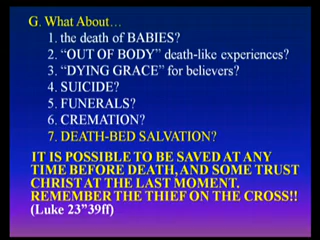 G. What About...
1. the death of BABIES?
2. “OUT OF BODY” death-like experiences?
3. “DYING GRACE” for believers?
4. SUICIDE?
5. FUNERALS?
6. CREMATION?
7. DEATH-BED SALVATION?
IT IS POSSIBLE TO BE SAVED AT ANY
TIME BEFORE DEATH, AND SOME TRUST
CHRIST AT THE LAST MOMENT.
REMEMBER THE THIEF ON THE CROSS!!
(Luke 23”39ff)